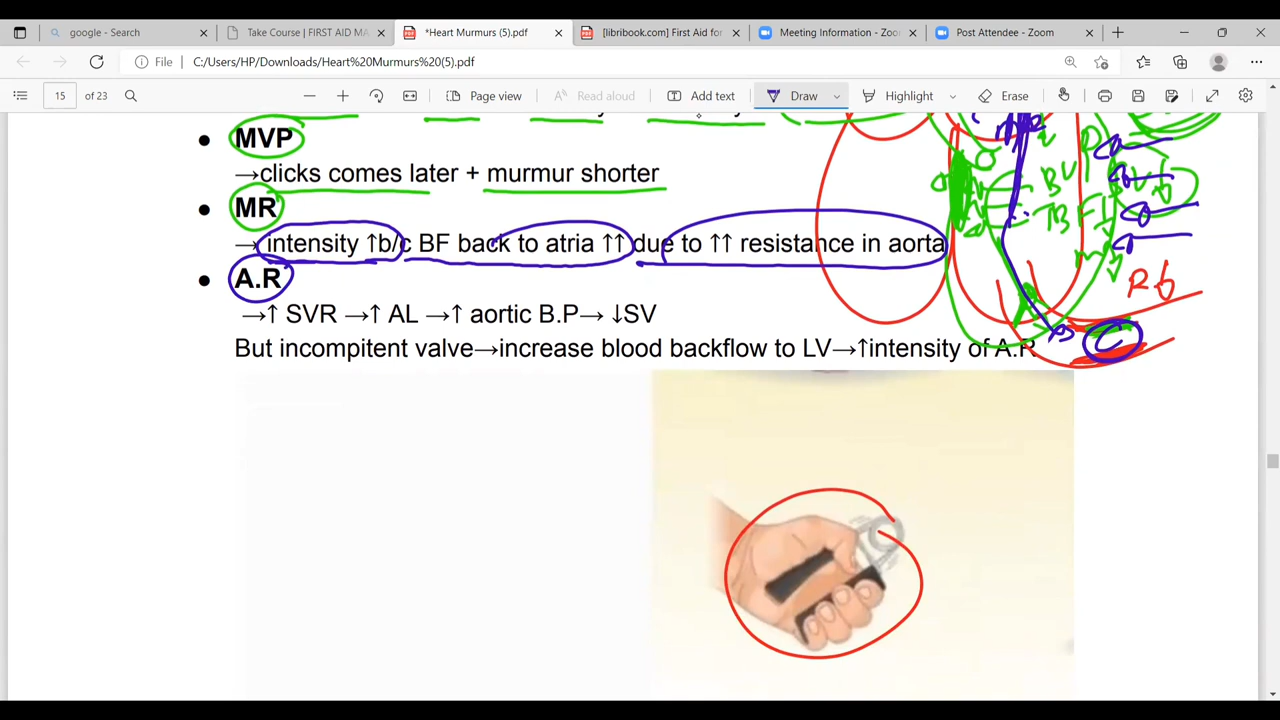 google - Search
Take Course | FIRST AID MA
*Heart Murmurs (5).pdf
[libribook.com] First Aid for
Meeting Information - Zoo
Post Attendee - Zoom
File
C:/Users/HP/Downloads/Heart%20Murmurs%20(5).pdf
15 of 23
Page view
Read aloud
Add text
Draw
Highlight
Erase
• MVP
→clicks comes later + murmur shorter
• MR
→ intensity ↑b/c BF back to atria ↑↑ due to ↑↑ resistance in aorta
• A.R
→↑ SVR →↑ AL →↑ aortic B.P→ ↓SV
But incompitent valve→increase blood backflow to LV→↑intensity of A.R